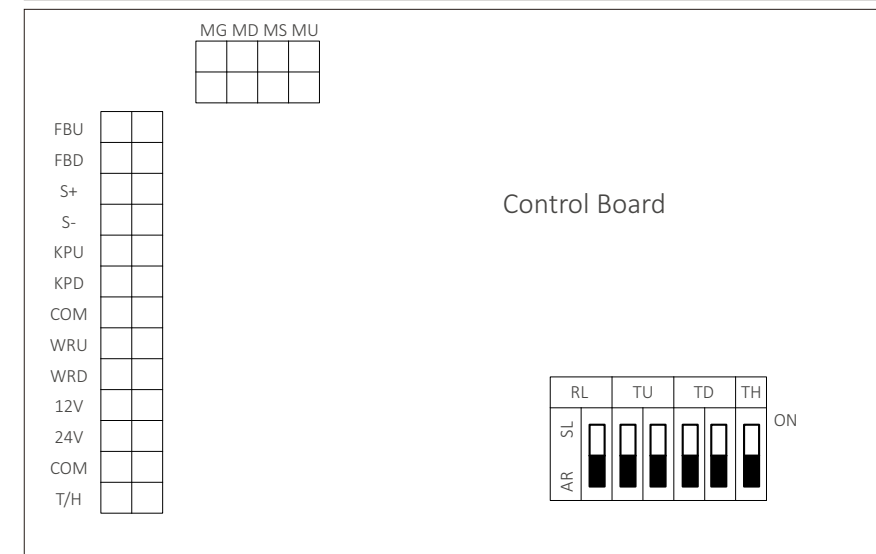 MG MD MS MU
FBU
FBD
S+
S-
KPU
KPD
COM
WRU
WRD
12V
24V
COM
T/H
Control Board
RL TU TD TH
SL
AR
ON